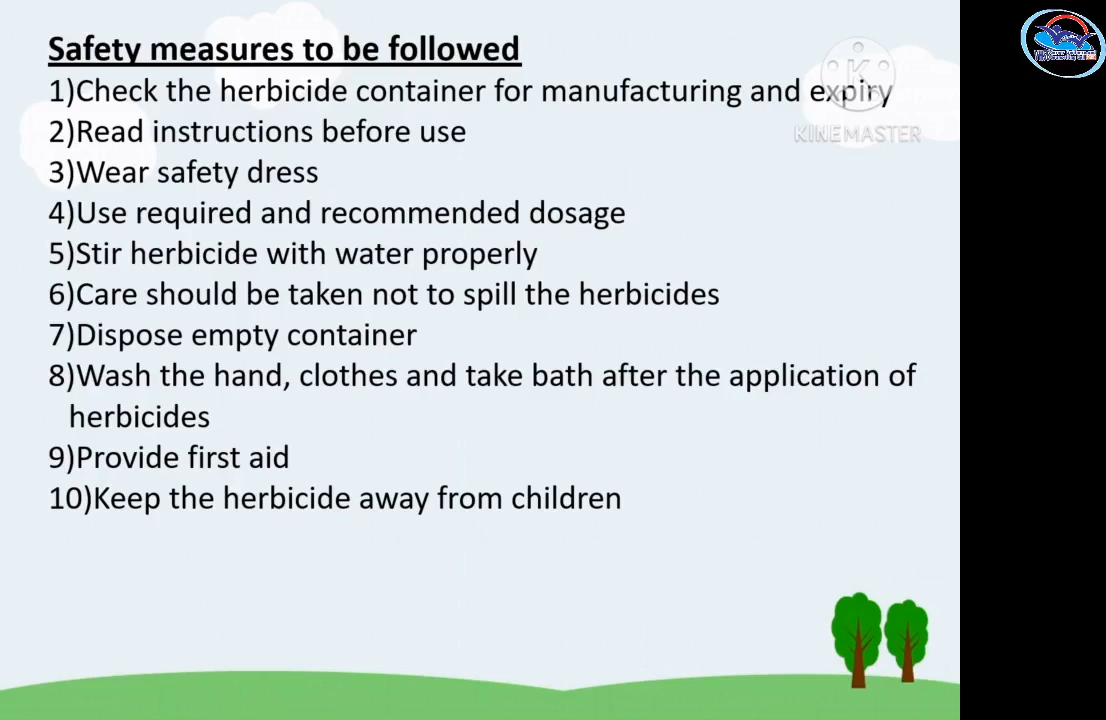 Safety measures to be followed
1)Check the herbicide container for manufacturing and expiry
2)Read instructions before use
3)Wear safety dress
4)Use required and recommended dosage
5)Stir herbicide with water properly
6)Care should be taken not to spill the herbicides
7)Dispose empty container
8)Wash the hand, clothes and take bath after the application of
herbicides
9)Provide first aid
10)Keep the herbicide away from children
K
KINEMASTER